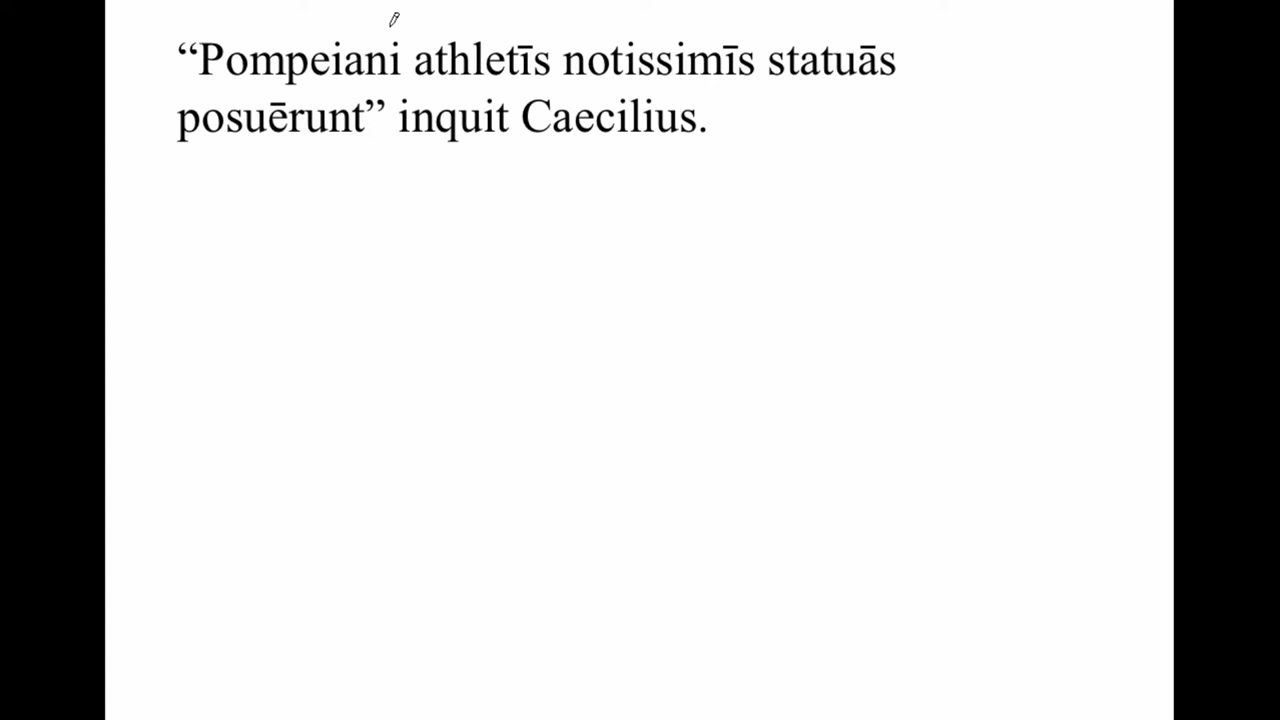 “Pompeiani athletīs notissimīs statuās
posuērunt” inquit Caecilius.